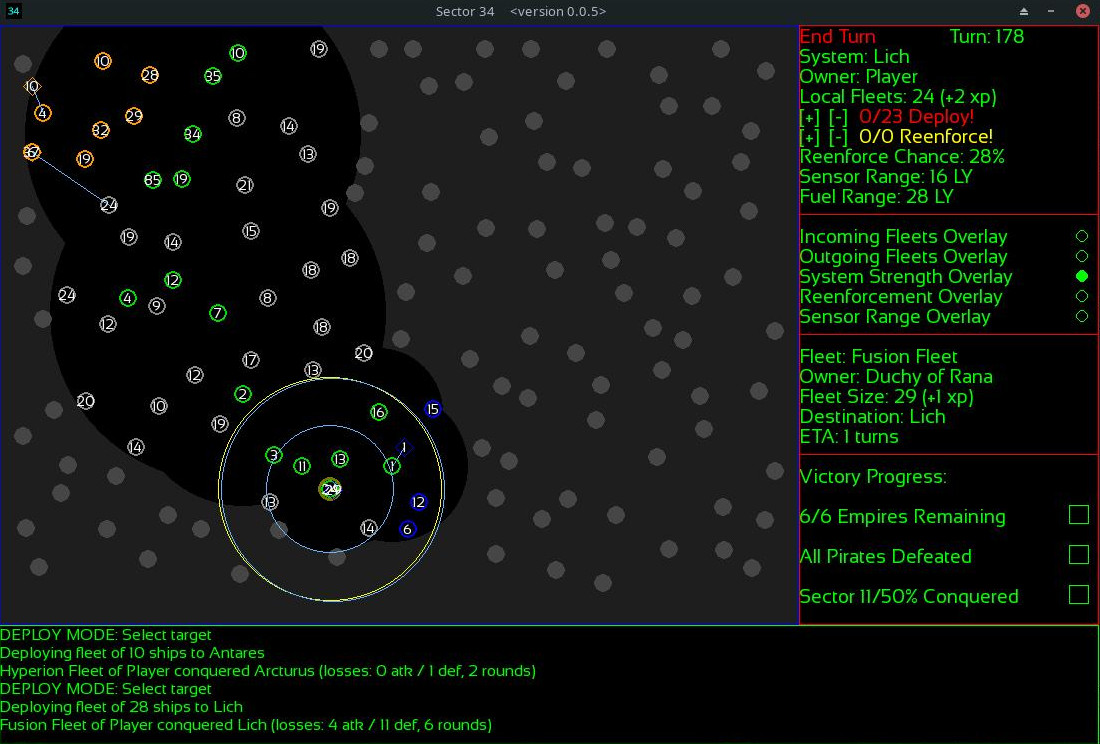 34
Sector 34 <version 0.0.5>
End Turn Turn: 178
System: Lich
Owner: Player
Local Fleets: 24 (+2 xp)
[+] [-] 0/23 Deploy!
[+] [-] 0/0 Reenforce!
Reenforce Chance: 28%
Sensor Range: 16 LY
Fuel Range: 28 LY
Incoming Fleets Overlay
Outgoing Fleets Overlay
System Strength Overlay
Reenforcement Overlay
Sensor Range Overlay
Fleet: Fusion Fleet
Owner: Duchy of Rana
Fleet Size: 29 (+1 xp)
Destination: Lich
ETA: 1 turns
Victory Progress:
6/6 Empires Remaining
All Pirates Defeated
Sector 11/50% Conquered
19
10
10
28
35
10
4
29
8
14
32
34
13
19
85
19
21
24
19
19
14
15
18
18
12
24
4
9
8
7
12
18
20
17
13
12
2
20
10
16
15
19
14
1
3
13
11
1
13
12
14
6
DEPLOY MODE: Select target
Deploying fleet of 10 ships to Antares
Hyperion Fleet of Player conquered Arcturus (losses: 0 atk / 1 def, 2 rounds)
DEPLOY MODE: Select target
Deploying fleet of 28 ships to Lich
Fusion Fleet of Player conquered Lich (losses: 4 atk / 11 def, 6 rounds)